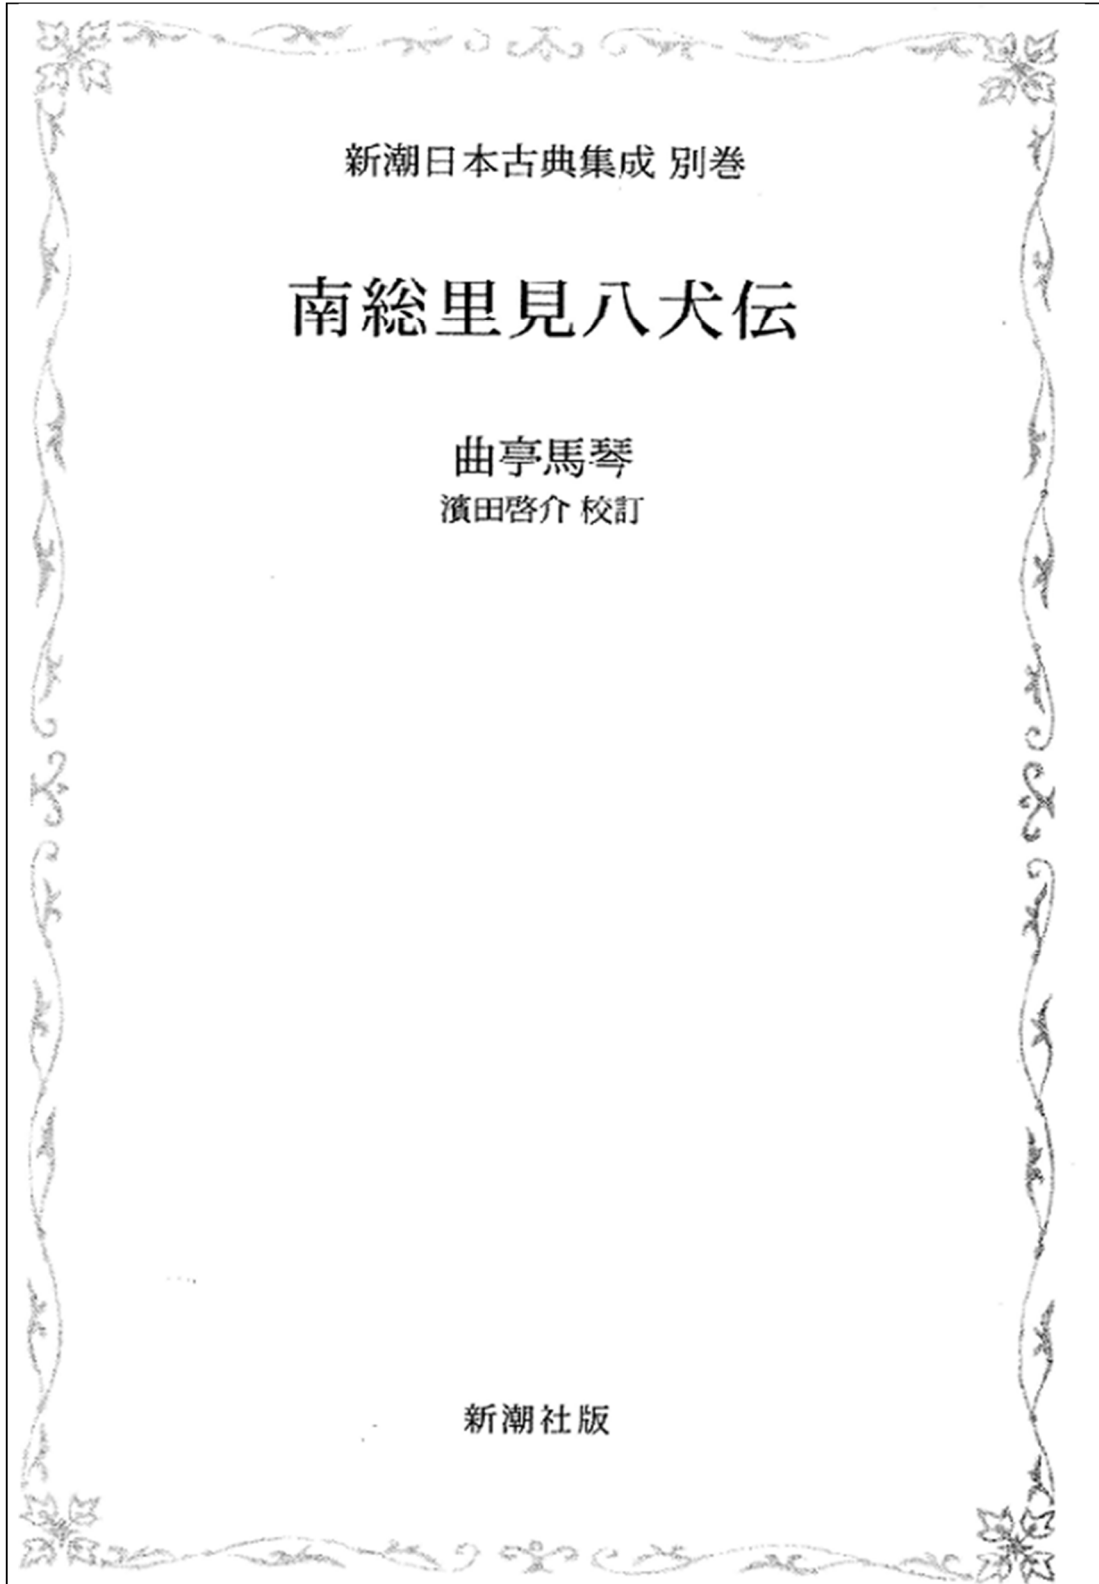 新潮日本古典集成 別巻
南総里見八犬伝
曲亭馬琴
濱田啓介 校訂
新潮社版